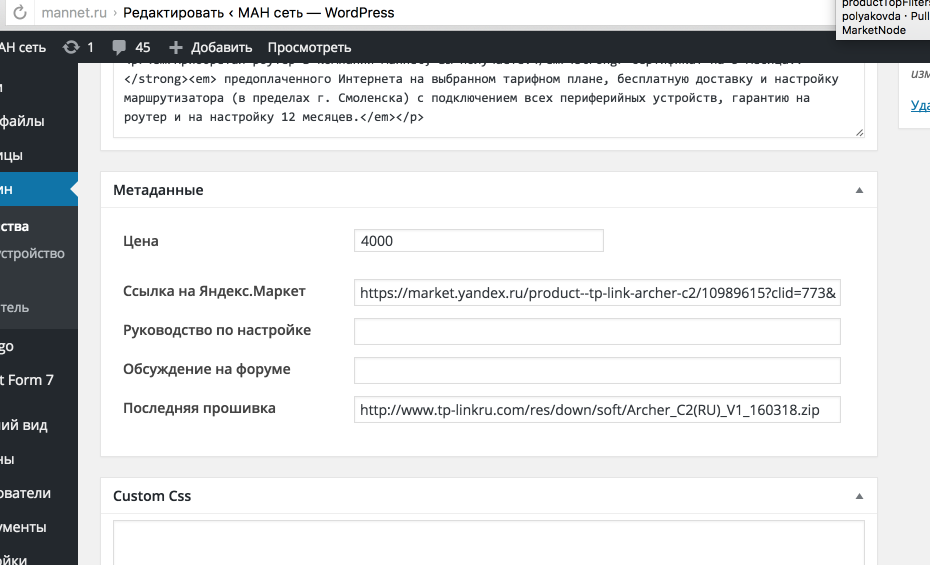 mannet.ru › Редактировать ‹ МАН сеть — WordPress
productTopFilters
polyakovda · Pull
MarketNode
АН сеть 1 45 Добавить Просмотреть
</strong><em> предоплаченного Интернета на выбранном тарифном плане, бесплатную доставку и настройку
маршрутизатора (в пределах г. Смоленска) с подключением всех периферийных устройств, гарантию на
роутер и на настройку 12 месяцев.</em></p>
изм
Уда
и
файлы
ицы
ин
ства
устройство
тель
go
t Form 7
ий вид
ны
ователи
ументы
ойки
Метаданные
Цена 4000
Ссылка на Яндекс.Маркет https://market.yandex.ru/product--tp-link-archer-c2/10989615?clid=773&
Руководство по настройке
Обсуждение на форуме
Последняя прошивка http://www.tp-linkru.com/res/down/soft/Archer_C2(RU)_V1_160318.zip
Custom Css